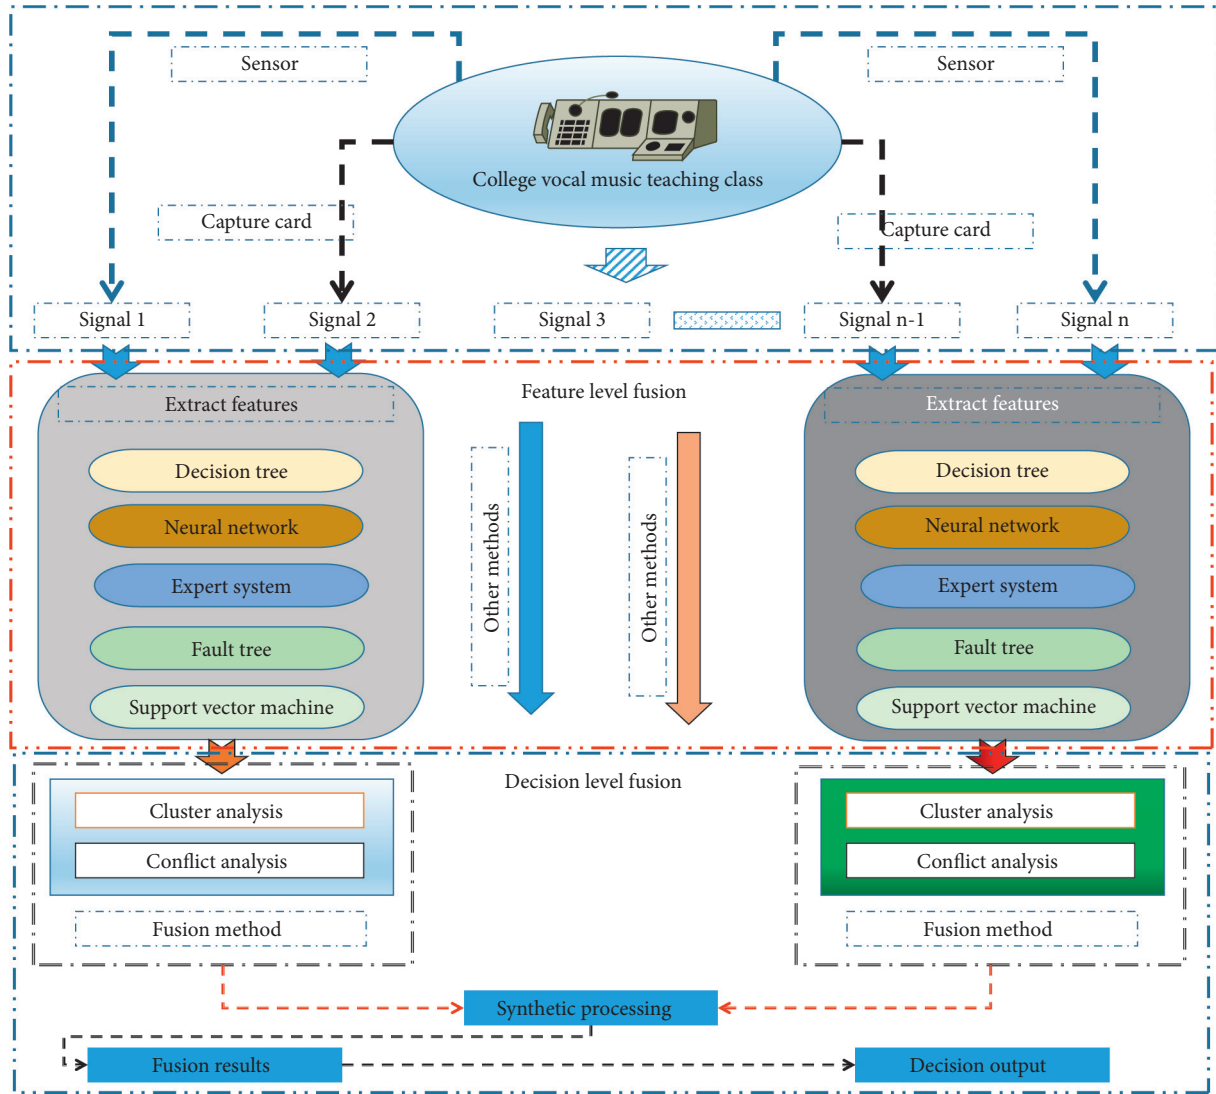 Sensor
Sensor
College vocal music teaching class
Capture card
Capture card
Signal 1
Signal 2
Signal 3
Signal n-1
Signal n
Feature level fusion
Extract features
Decision tree
Neural network
Expert system
Fault tree
Support vector machine
Other methods
Other methods
Extract features
Decision tree
Neural network
Expert system
Fault tree
Support vector machine
Decision level fusion
Cluster analysis
Conflict analysis
Fusion method
Cluster analysis
Conflict analysis
Fusion method
Synthetic processing
Fusion results
Decision output